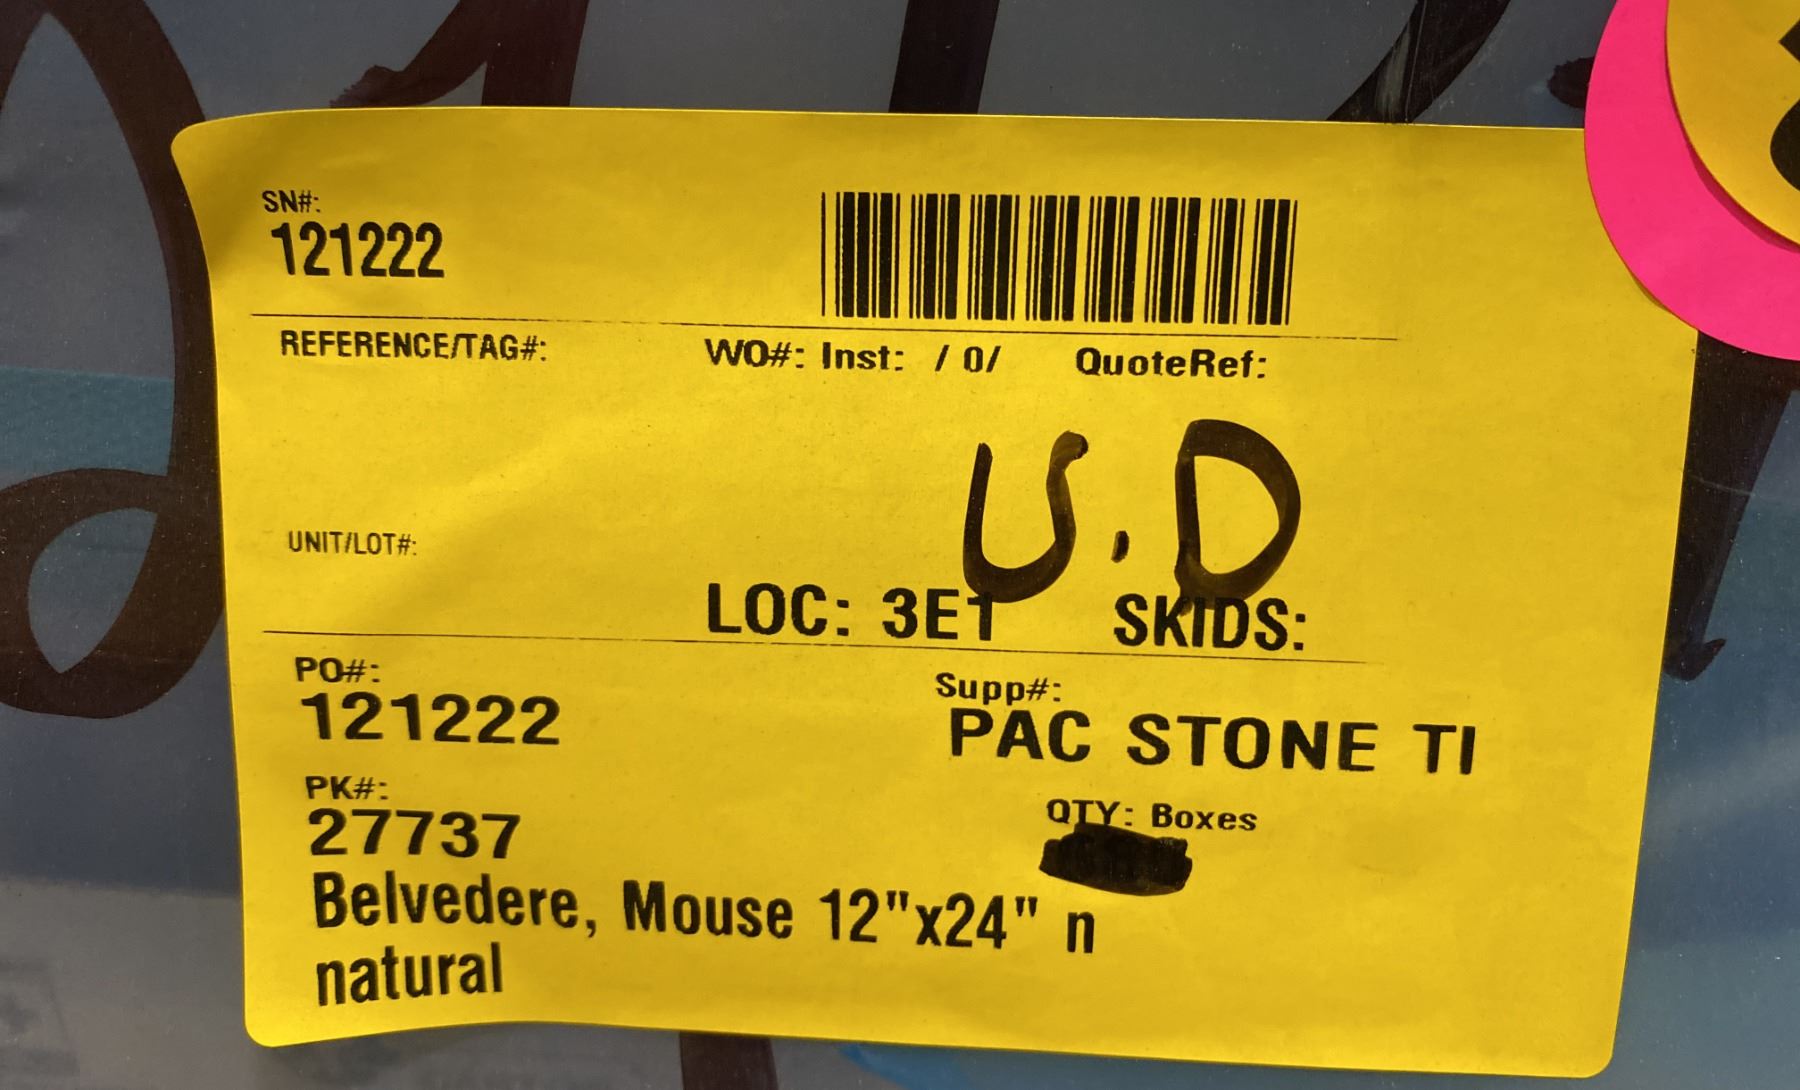 SN#:
121222
REFERENCE/TAG#: WO#: Inst: / 0/ QuoteRef:
U.D
UNIT/LOT#:
LOC: 3E1 SKIDS:
PO#: Supp#:
121222 PAC STONE TI
PK#: QTY: Boxes
27737
Belvedere, Mouse 12"x24" n
natural